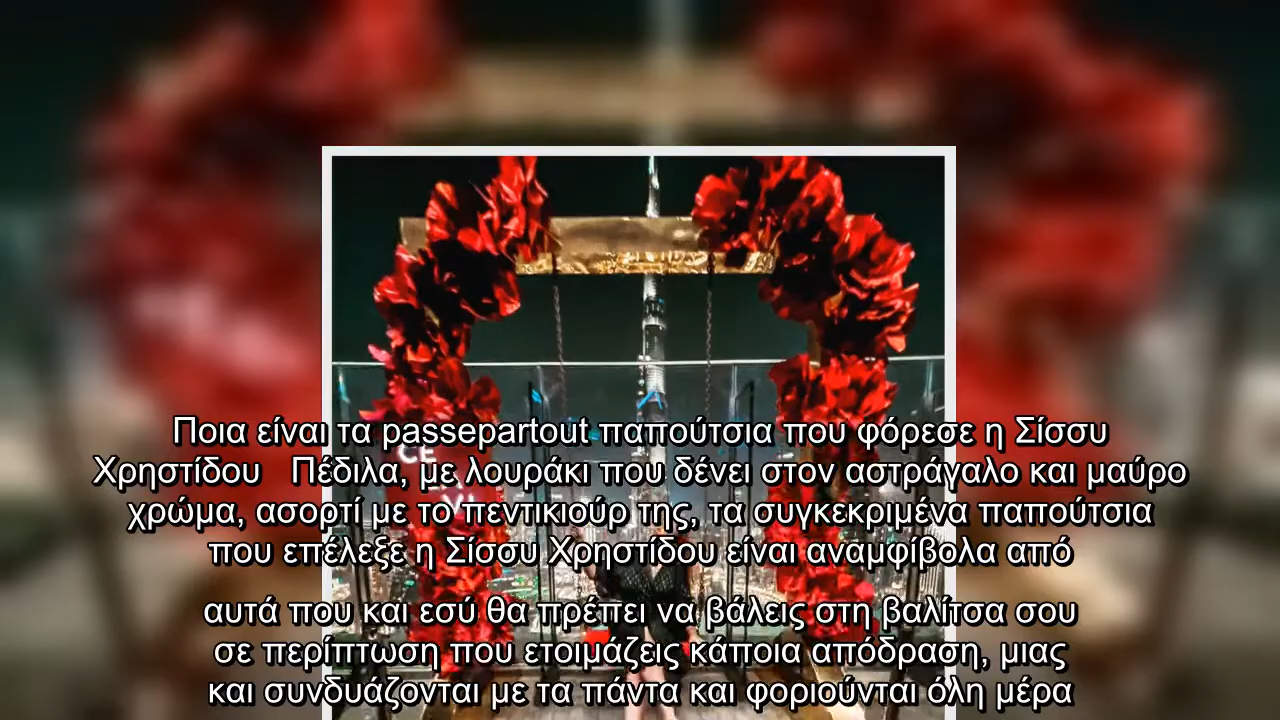 Ποια είναι τα passepartout παπούτσια που φόρεσε η Σίσσυ
Χρηστίδου   Πέδιλα, με λουράκι που δένει στον αστράγαλο και μαύρο
χρώμα, ασορτί με το πεντικιούρ της, τα συγκεκριμένα παπούτσια
που επέλεξε η Σίσσυ Χρηστίδου είναι αναμφίβολα από
αυτά που και εσύ θα πρέπει να βάλεις στη βαλίτσα σου
σε περίπτωση που ετοιμάζεις κάποια απόδραση, μιας
και συνδυάζονται με τα πάντα και φοριούνται όλη μέρα